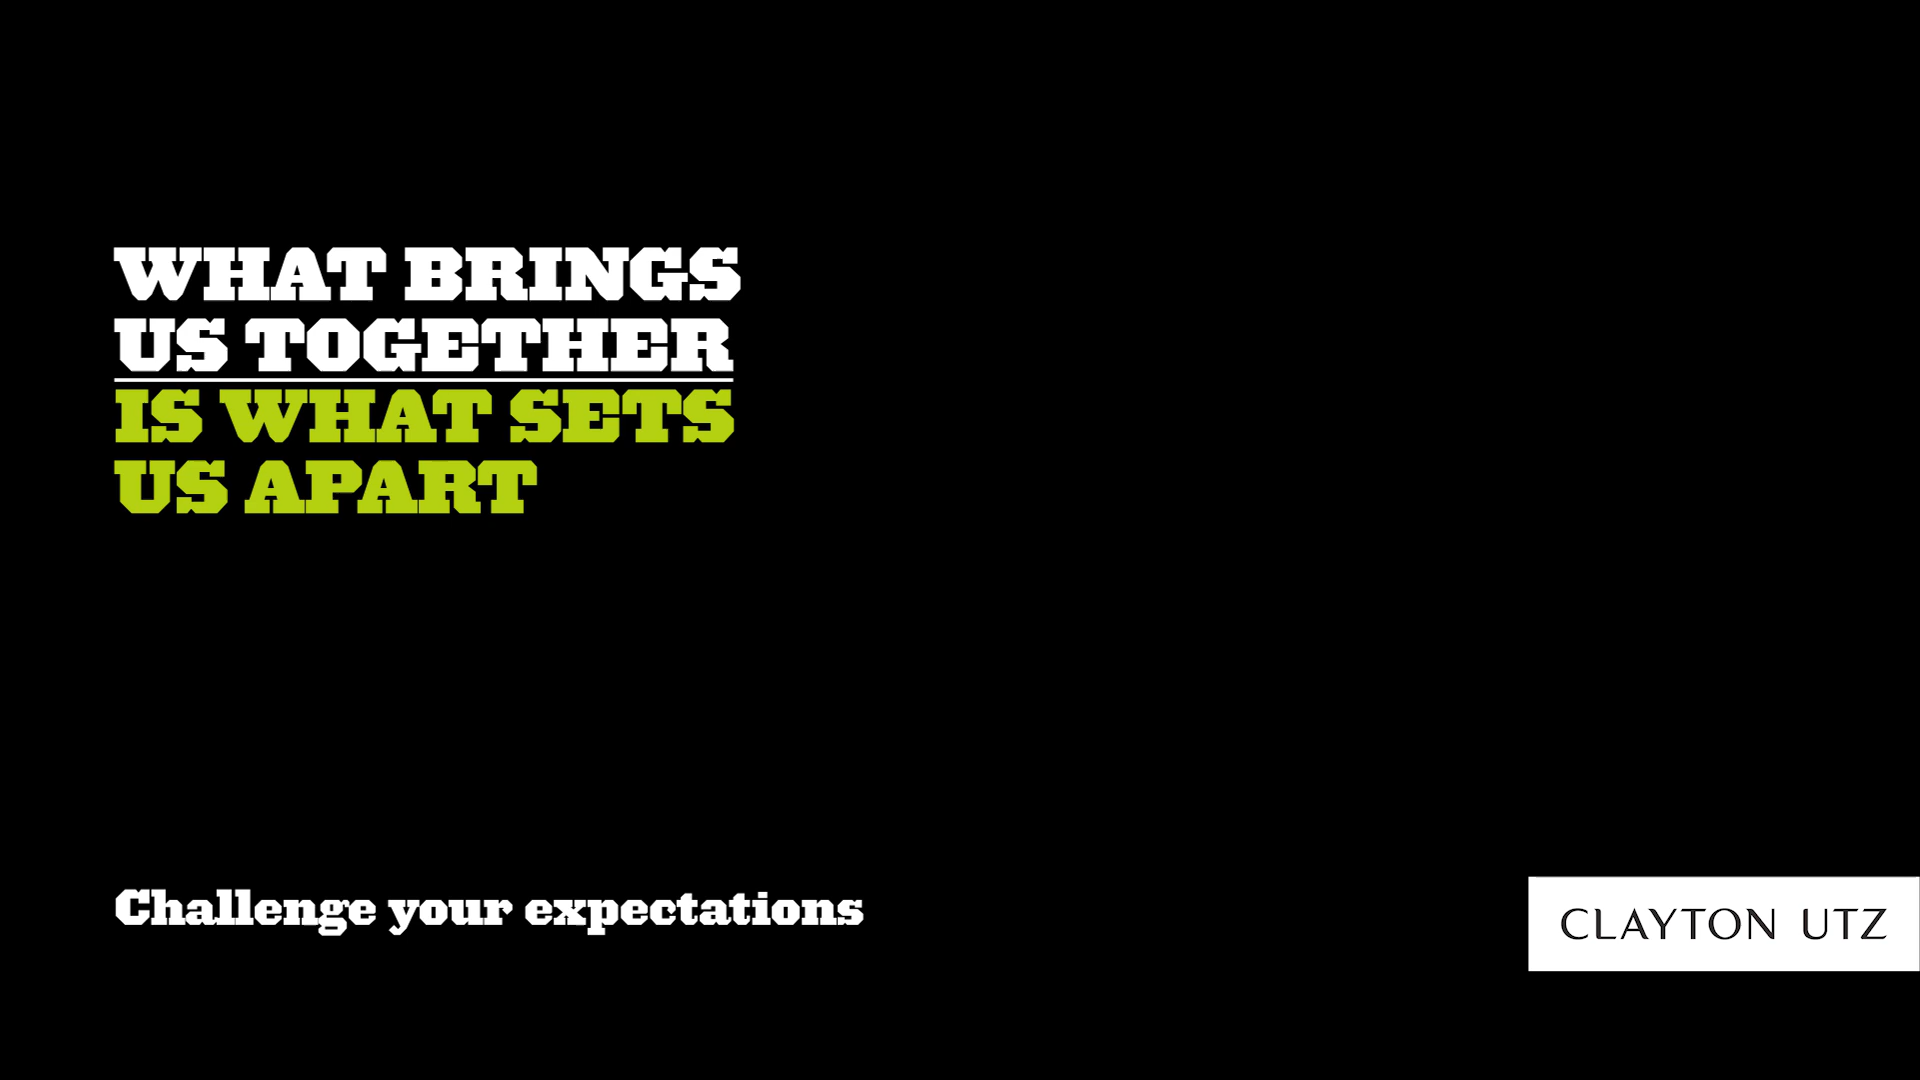 WHAT BRINGS
US TOGETHER
IS WHAT SETS
US APART
Challenge your expectations
CLAYTON UTZ